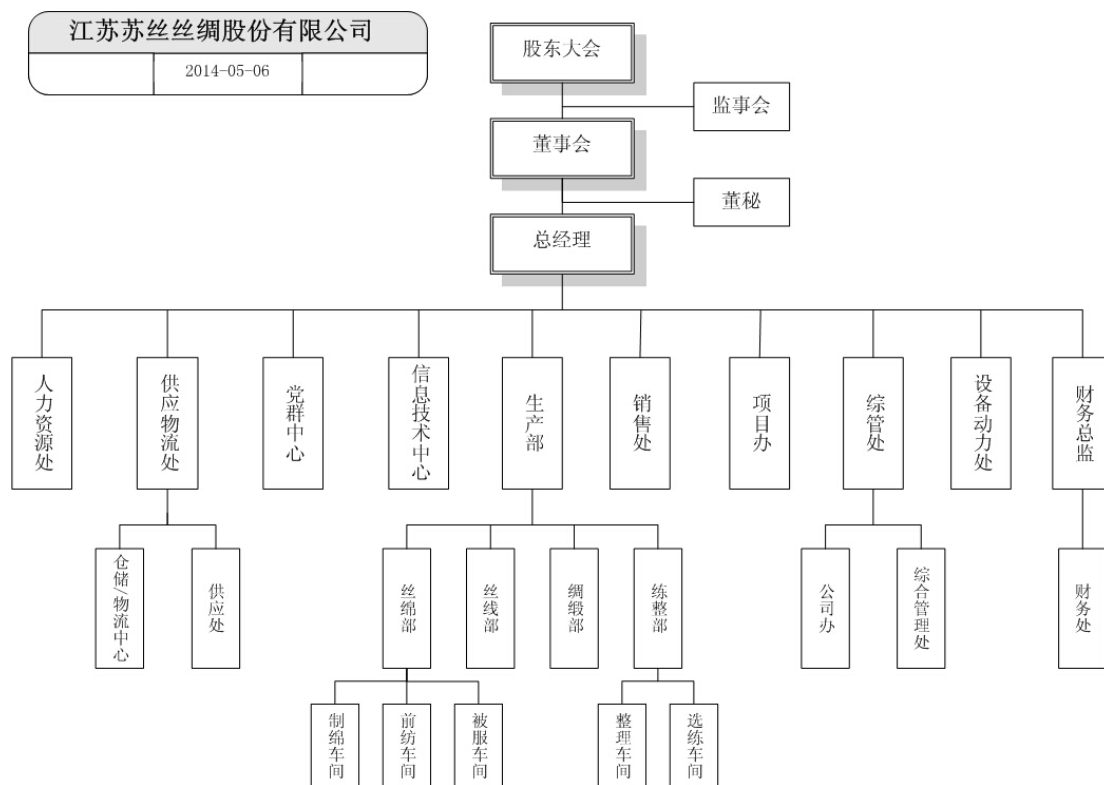 江苏苏丝丝绸股份有限公司
2014-05-06
股东大会
监事会
董事会
董秘
总经理
人力资源处
供应物流处
党群中心
信息技术中心
生产部
销售处
项目办
综管处
设备动力处
财务总监
仓储/物流中心
供应处
丝绵部
丝线部
绸缎部
练整部
公司办
综合管理处
财务处
制绵车间
前纺车间
被服车间
整理车间
选练车间